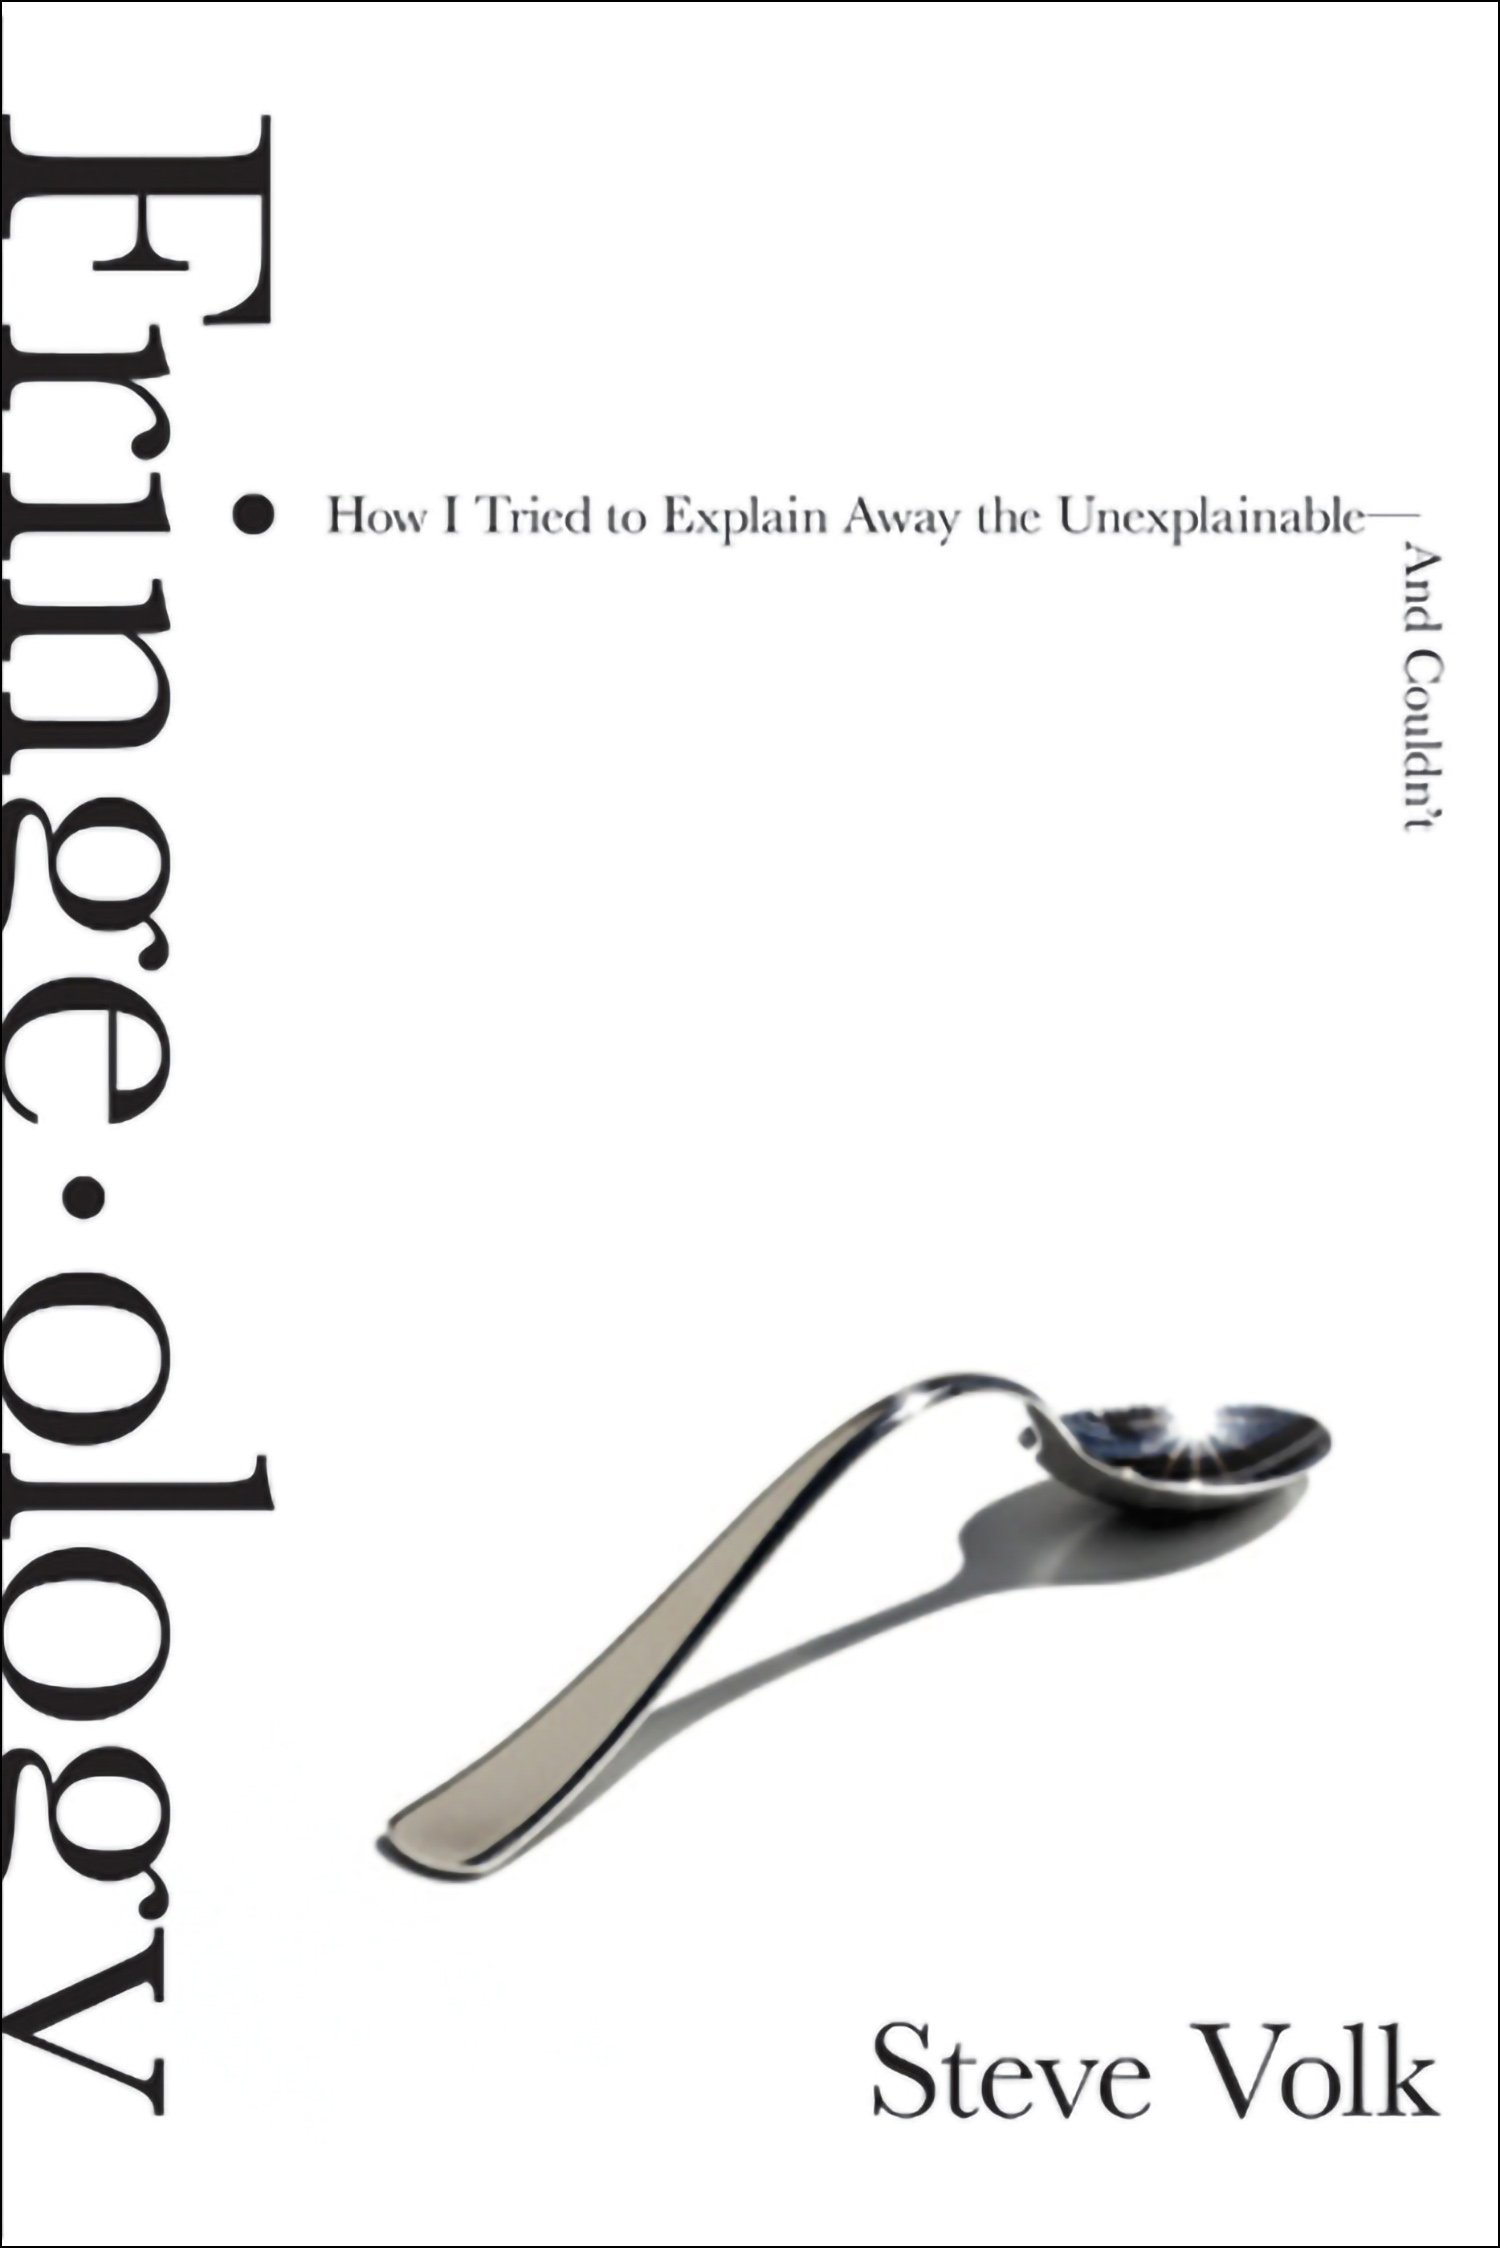 Fringe·ology
How I Tried to Explain Away the Unexplainable—
And Couldn't
Steve Volk